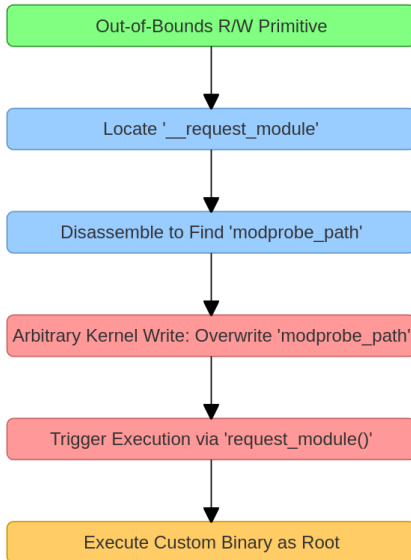 Out-of-Bounds R/W Primitive
Locate '__request_module'
Disassemble to Find 'modprobe_path'
Arbitrary Kernel Write: Overwrite 'modprobe_path'
Trigger Execution via 'request_module()'
Execute Custom Binary as Root